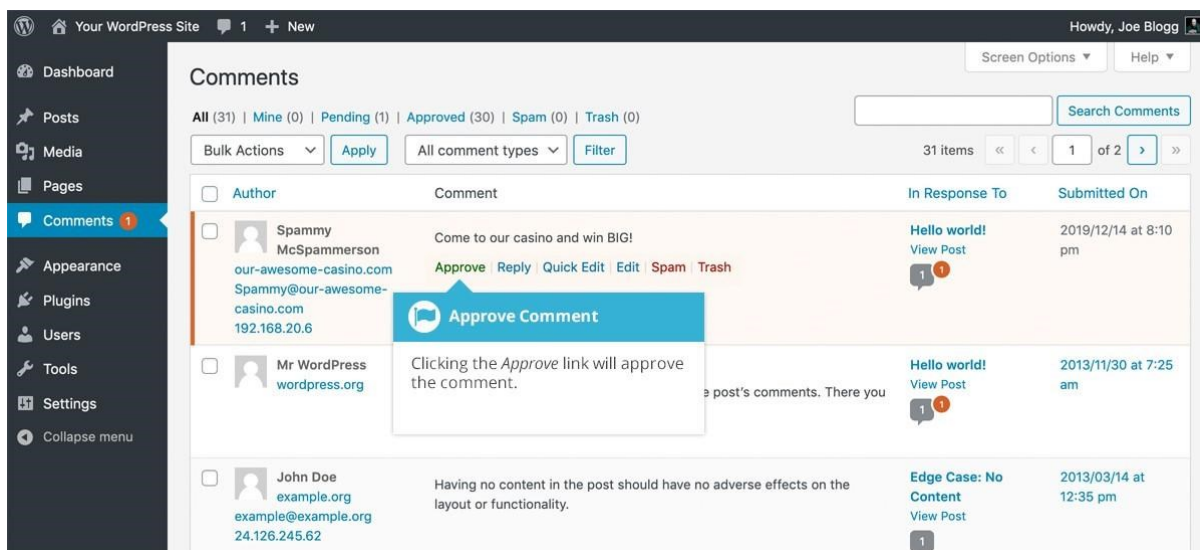 Your WordPress Site 1 + New Howdy, Joe Blogg
Dashboard
Posts
Media
Pages
Comments 1
Appearance
Plugins
Users
Tools
Settings
Collapse menu
Screen Options ▼ Help ▼
Comments
All (31) | Mine (0) | Pending (1) | Approved (30) | Spam (0) | Trash (0)
Search Comments
Bulk Actions Apply All comment types Filter 31 items « ‹ 1 of 2 › »
Author Comment In Response To Submitted On
Spammy
McSpammerson
our-awesome-casino.com
Spammy@our-awesome-
casino.com
192.168.20.6
Come to our casino and win BIG!
Approve | Reply | Quick Edit | Edit | Spam | Trash
Hello world!
View Post
1 1
2019/12/14 at 8:10
pm
Approve Comment
Clicking the Approve link will approve
the comment.
Mr WordPress
wordpress.org
post's comments. There you
Hello world!
View Post
1 1
2013/11/30 at 7:25
am
John Doe
example.org
example@example.org
24.126.245.62
Having no content in the post should have no adverse effects on the
layout or functionality.
Edge Case: No
Content
View Post
1
2013/03/14 at
12:35 pm